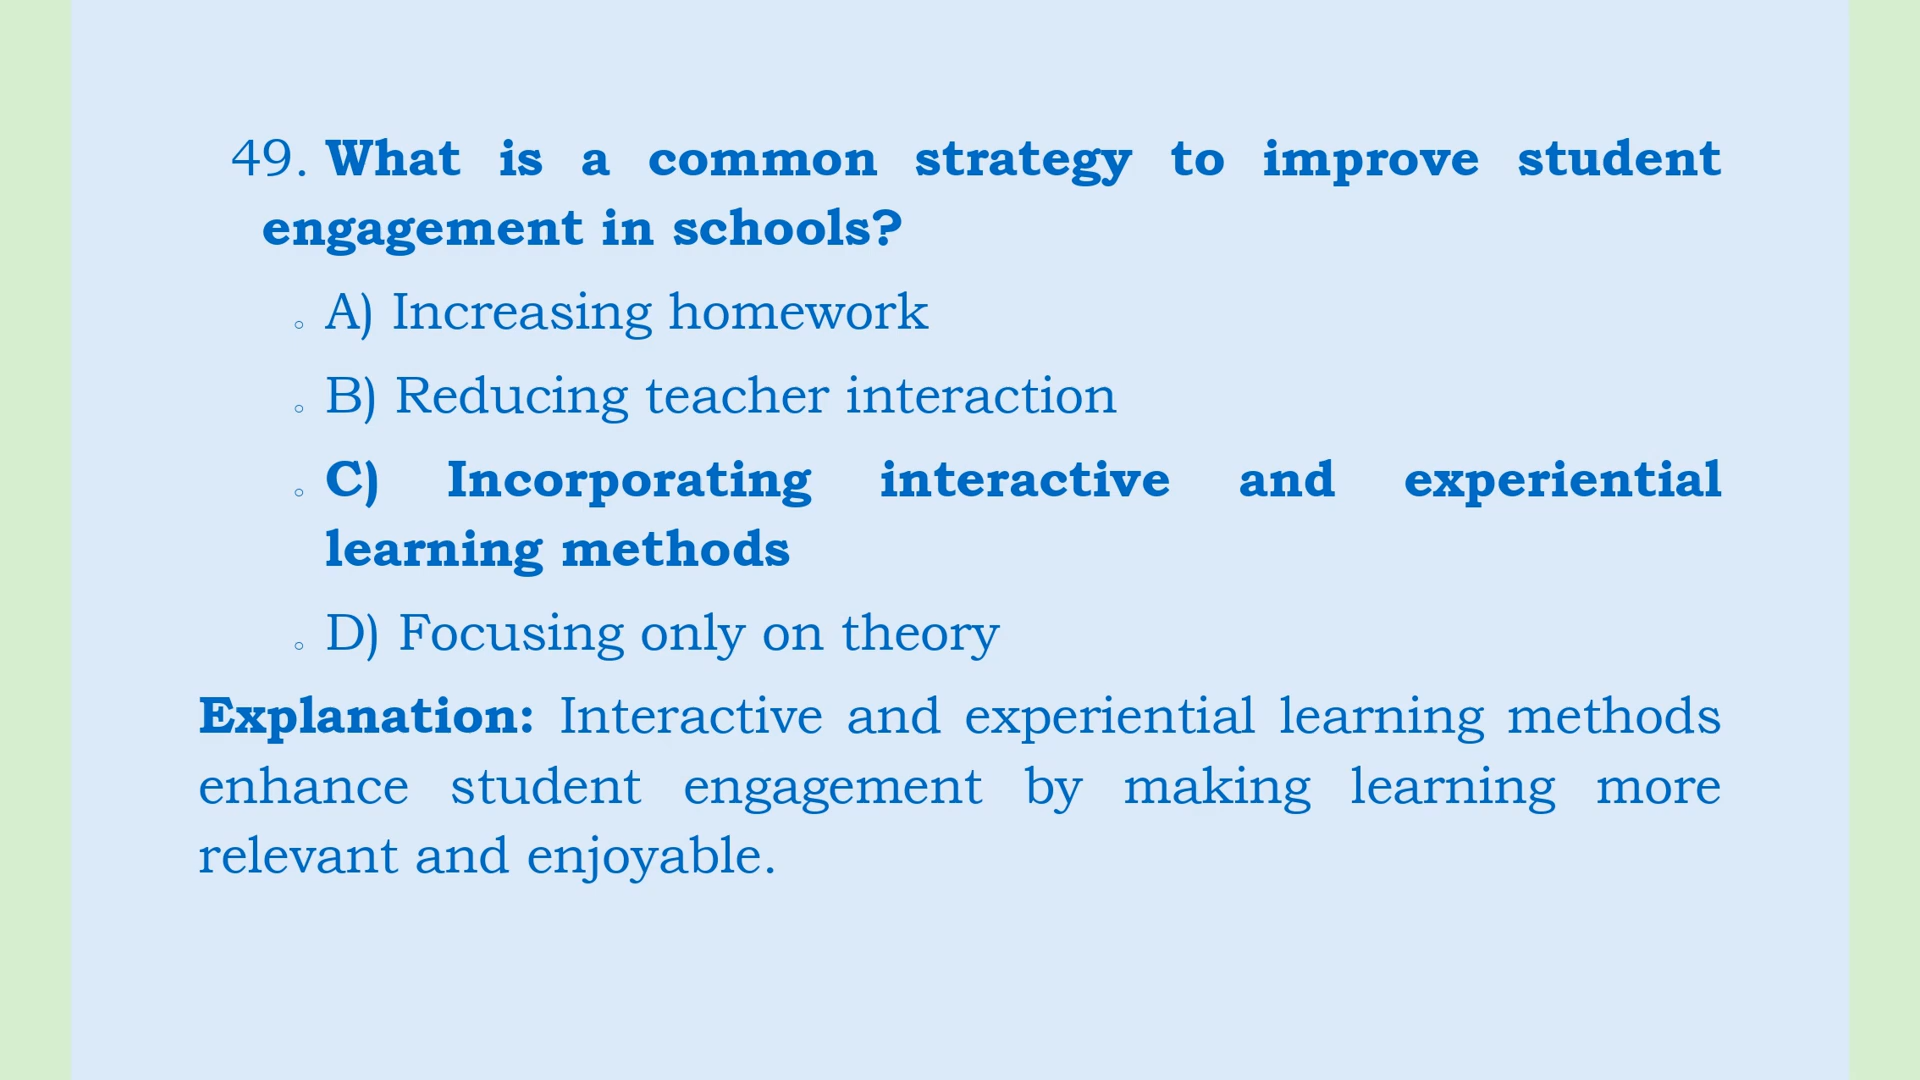 49. What is a common strategy to improve student
engagement in schools?
○ A) Increasing homework
○ B) Reducing teacher interaction
○ C) Incorporating interactive and experiential
learning methods
○ D) Focusing only on theory
Explanation: Interactive and experiential learning methods
enhance student engagement by making learning more
relevant and enjoyable.